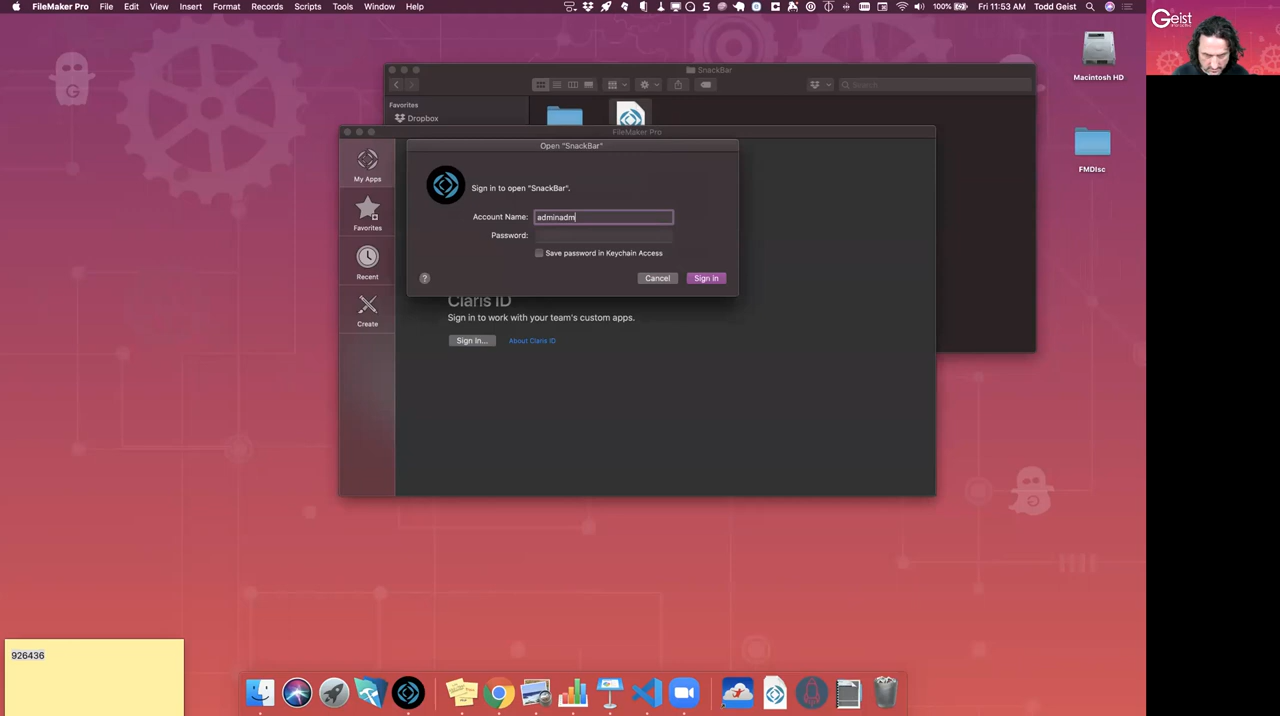 FileMaker Pro File Edit View Insert Format Records Scripts Tools Window Help 100% Fri 11:53 AM Todd Geist
Geist
Macintosh HD
FMDIsc
SnackBar
Search
Favorites
Dropbox
FileMaker Pro
My Apps
Favorites
Recent
Create
Open "SnackBar"
Sign in to open "SnackBar".
Account Name: adminadm
Password:
Save password in Keychain Access
? Cancel Sign in
Claris ID
Sign in to work with your team's custom apps.
Sign In... About Claris ID
G
G
926436